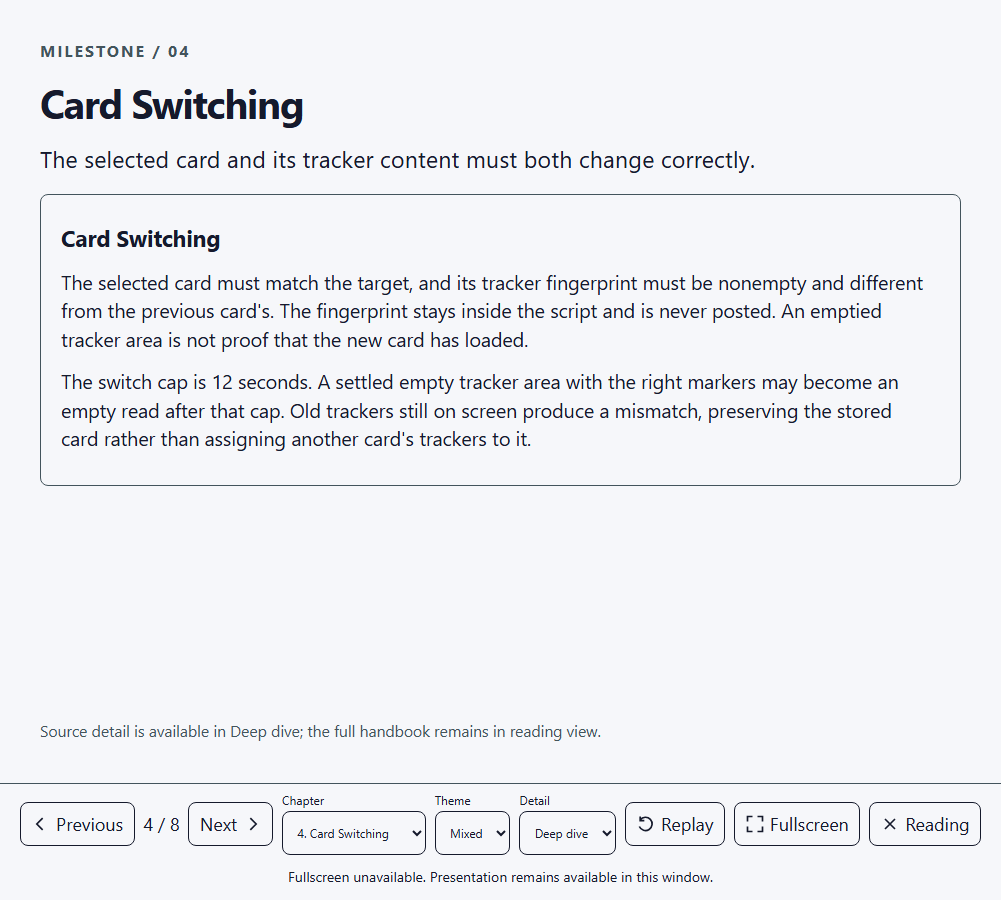 MILESTONE / 04
Card Switching
The selected card and its tracker content must both change correctly.
Card Switching
The selected card must match the target, and its tracker fingerprint must be nonempty and different
from the previous card's. The fingerprint stays inside the script and is never posted. An emptied
tracker area is not proof that the new card has loaded.
The switch cap is 12 seconds. A settled empty tracker area with the right markers may become an
empty read after that cap. Old trackers still on screen produce a mismatch, preserving the stored
card rather than assigning another card's trackers to it.
Source detail is available in Deep dive; the full handbook remains in reading view.
Previous
4 / 8
Next
Chapter
4. Card Switching
Theme
Mixed
Detail
Deep dive
Replay
Fullscreen
Reading
Fullscreen unavailable. Presentation remains available in this window.